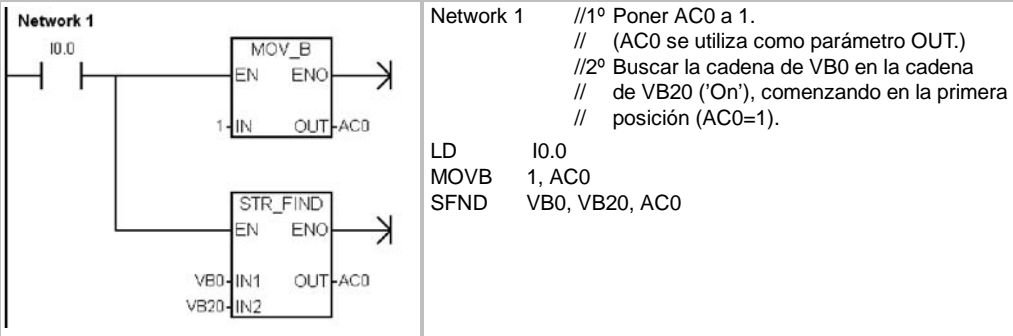 Network 1
I0.0
MOV_B
EN ENO
1 IN OUT AC0
STR_FIND
EN ENO
VB0 IN1 OUT AC0
VB20 IN2
Network 1 //1º Poner AC0 a 1.
// (AC0 se utiliza como parámetro OUT.)
//2º Buscar la cadena de VB0 en la cadena
// de VB20 (’On’), comenzando en la primera
// posición (AC0=1).
LD I0.0
MOVB 1, AC0
SFND VB0, VB20, AC0